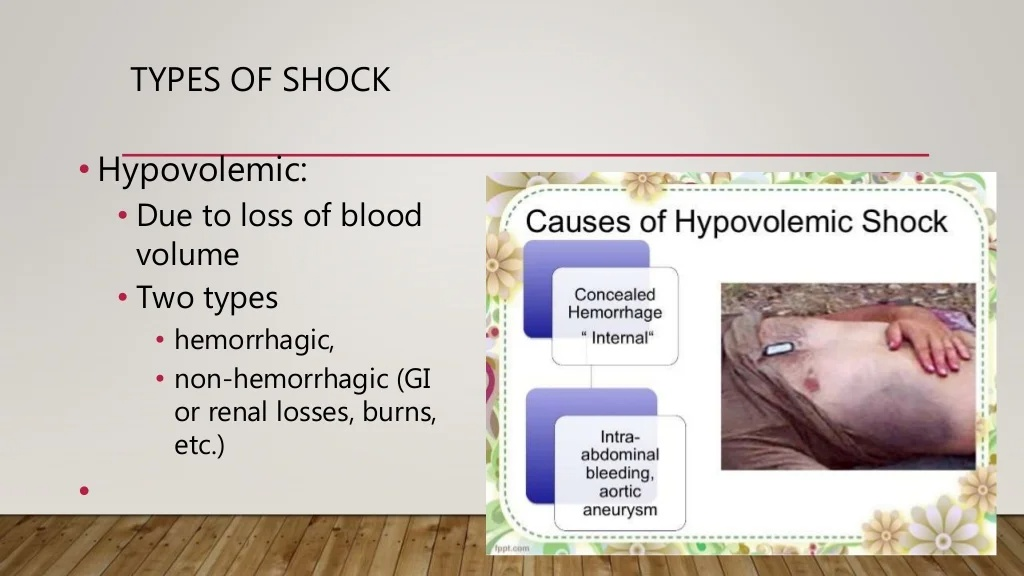 TYPES OF SHOCK
• Hypovolemic:
• Due to loss of blood
volume
• Two types
• hemorrhagic,
• non-hemorrhagic (GI
or renal losses, burns,
etc.)
•
Causes of Hypovolemic Shock
Concealed
Hemorrhage
“ Internal“
Intra-
abdominal
bleeding,
aortic
aneurysm
fppt.com